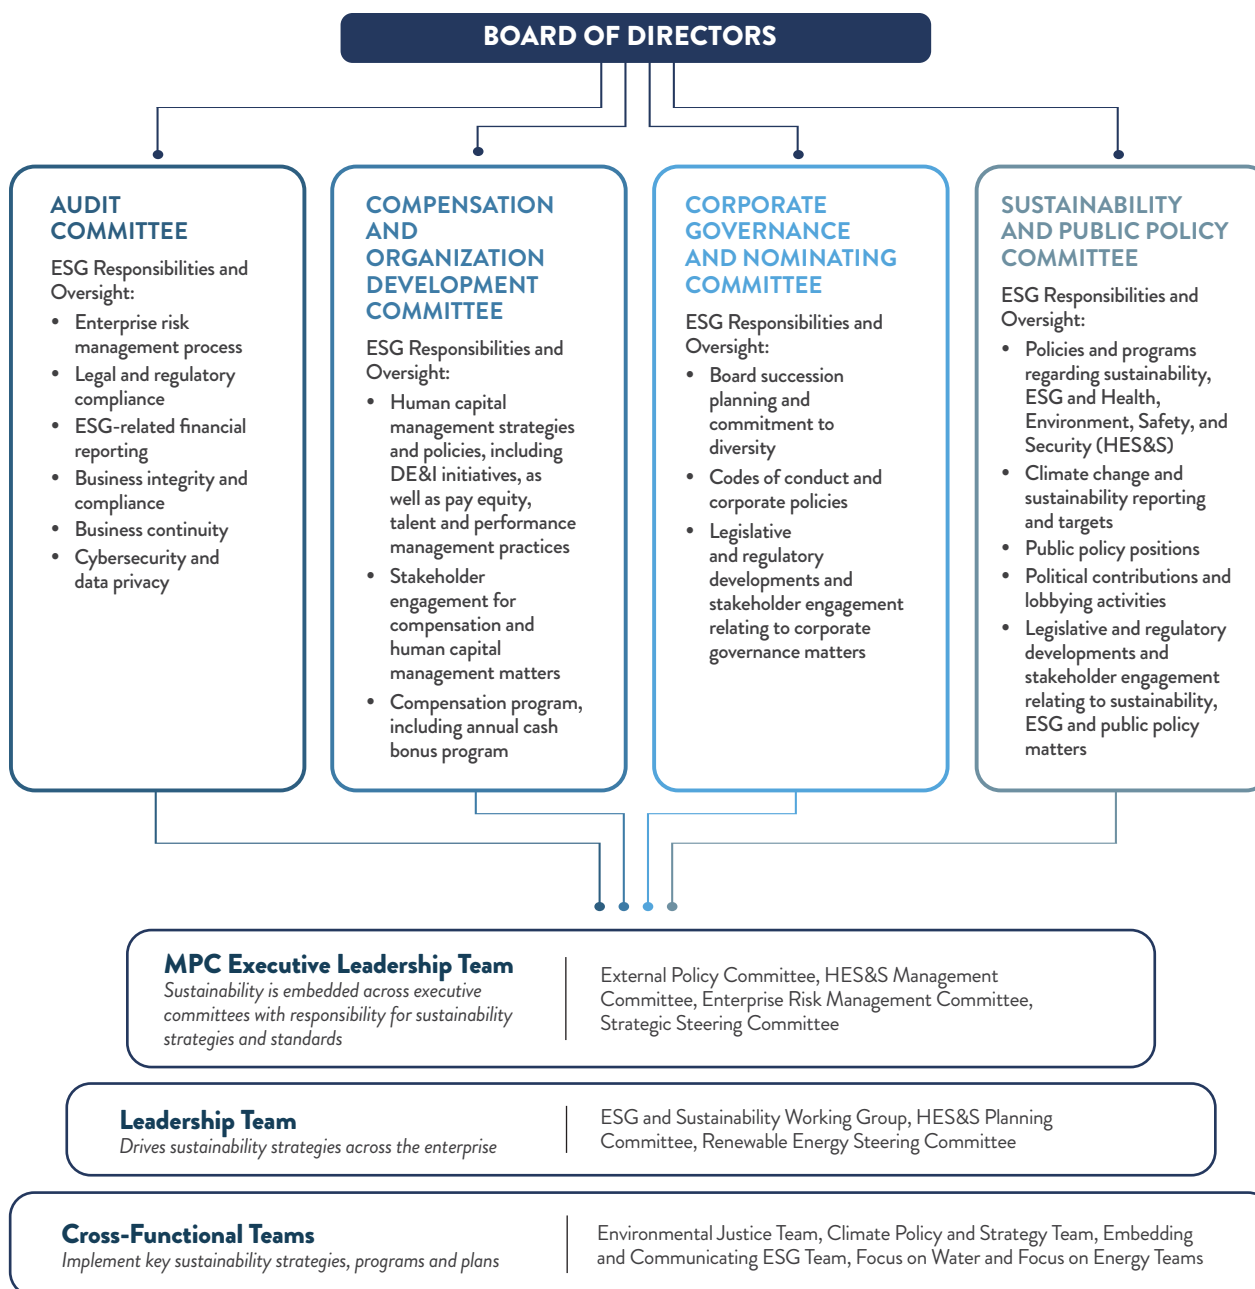 BOARD OF DIRECTORS
AUDIT
COMMITTEE
ESG Responsibilities and
Oversight:
• Enterprise risk
management process
• Legal and regulatory
compliance
• ESG-related financial
reporting
• Business integrity and
compliance
• Business continuity
• Cybersecurity and
data privacy
COMPENSATION
AND
ORGANIZATION
DEVELOPMENT
COMMITTEE
ESG Responsibilities and
Oversight:
• Human capital
management strategies
and policies, including
DE&I initiatives, as
well as pay equity,
talent and performance
management practices
• Stakeholder
engagement for
compensation and
human capital
management matters
• Compensation program,
including annual cash
bonus program
CORPORATE
GOVERNANCE
AND NOMINATING
COMMITTEE
ESG Responsibilities and
Oversight:
• Board succession
planning and
commitment to
diversity
• Codes of conduct and
corporate policies
• Legislative
and regulatory
developments and
stakeholder engagement
relating to corporate
governance matters
SUSTAINABILITY
AND PUBLIC POLICY
COMMITTEE
ESG Responsibilities and
Oversight:
• Policies and programs
regarding sustainability,
ESG and Health,
Environment, Safety, and
Security (HES&S)
• Climate change and
sustainability reporting
and targets
• Public policy positions
• Political contributions and
lobbying activities
• Legislative and regulatory
developments and
stakeholder engagement
relating to sustainability,
ESG and public policy
matters
MPC Executive Leadership Team
Sustainability is embedded across executive
committees with responsibility for sustainability
strategies and standards
External Policy Committee, HES&S Management
Committee, Enterprise Risk Management Committee,
Strategic Steering Committee
Leadership Team
Drives sustainability strategies across the enterprise
ESG and Sustainability Working Group, HES&S Planning
Committee, Renewable Energy Steering Committee
Cross-Functional Teams
Implement key sustainability strategies, programs and plans
Environmental Justice Team, Climate Policy and Strategy Team, Embedding
and Communicating ESG Team, Focus on Water and Focus on Energy Teams